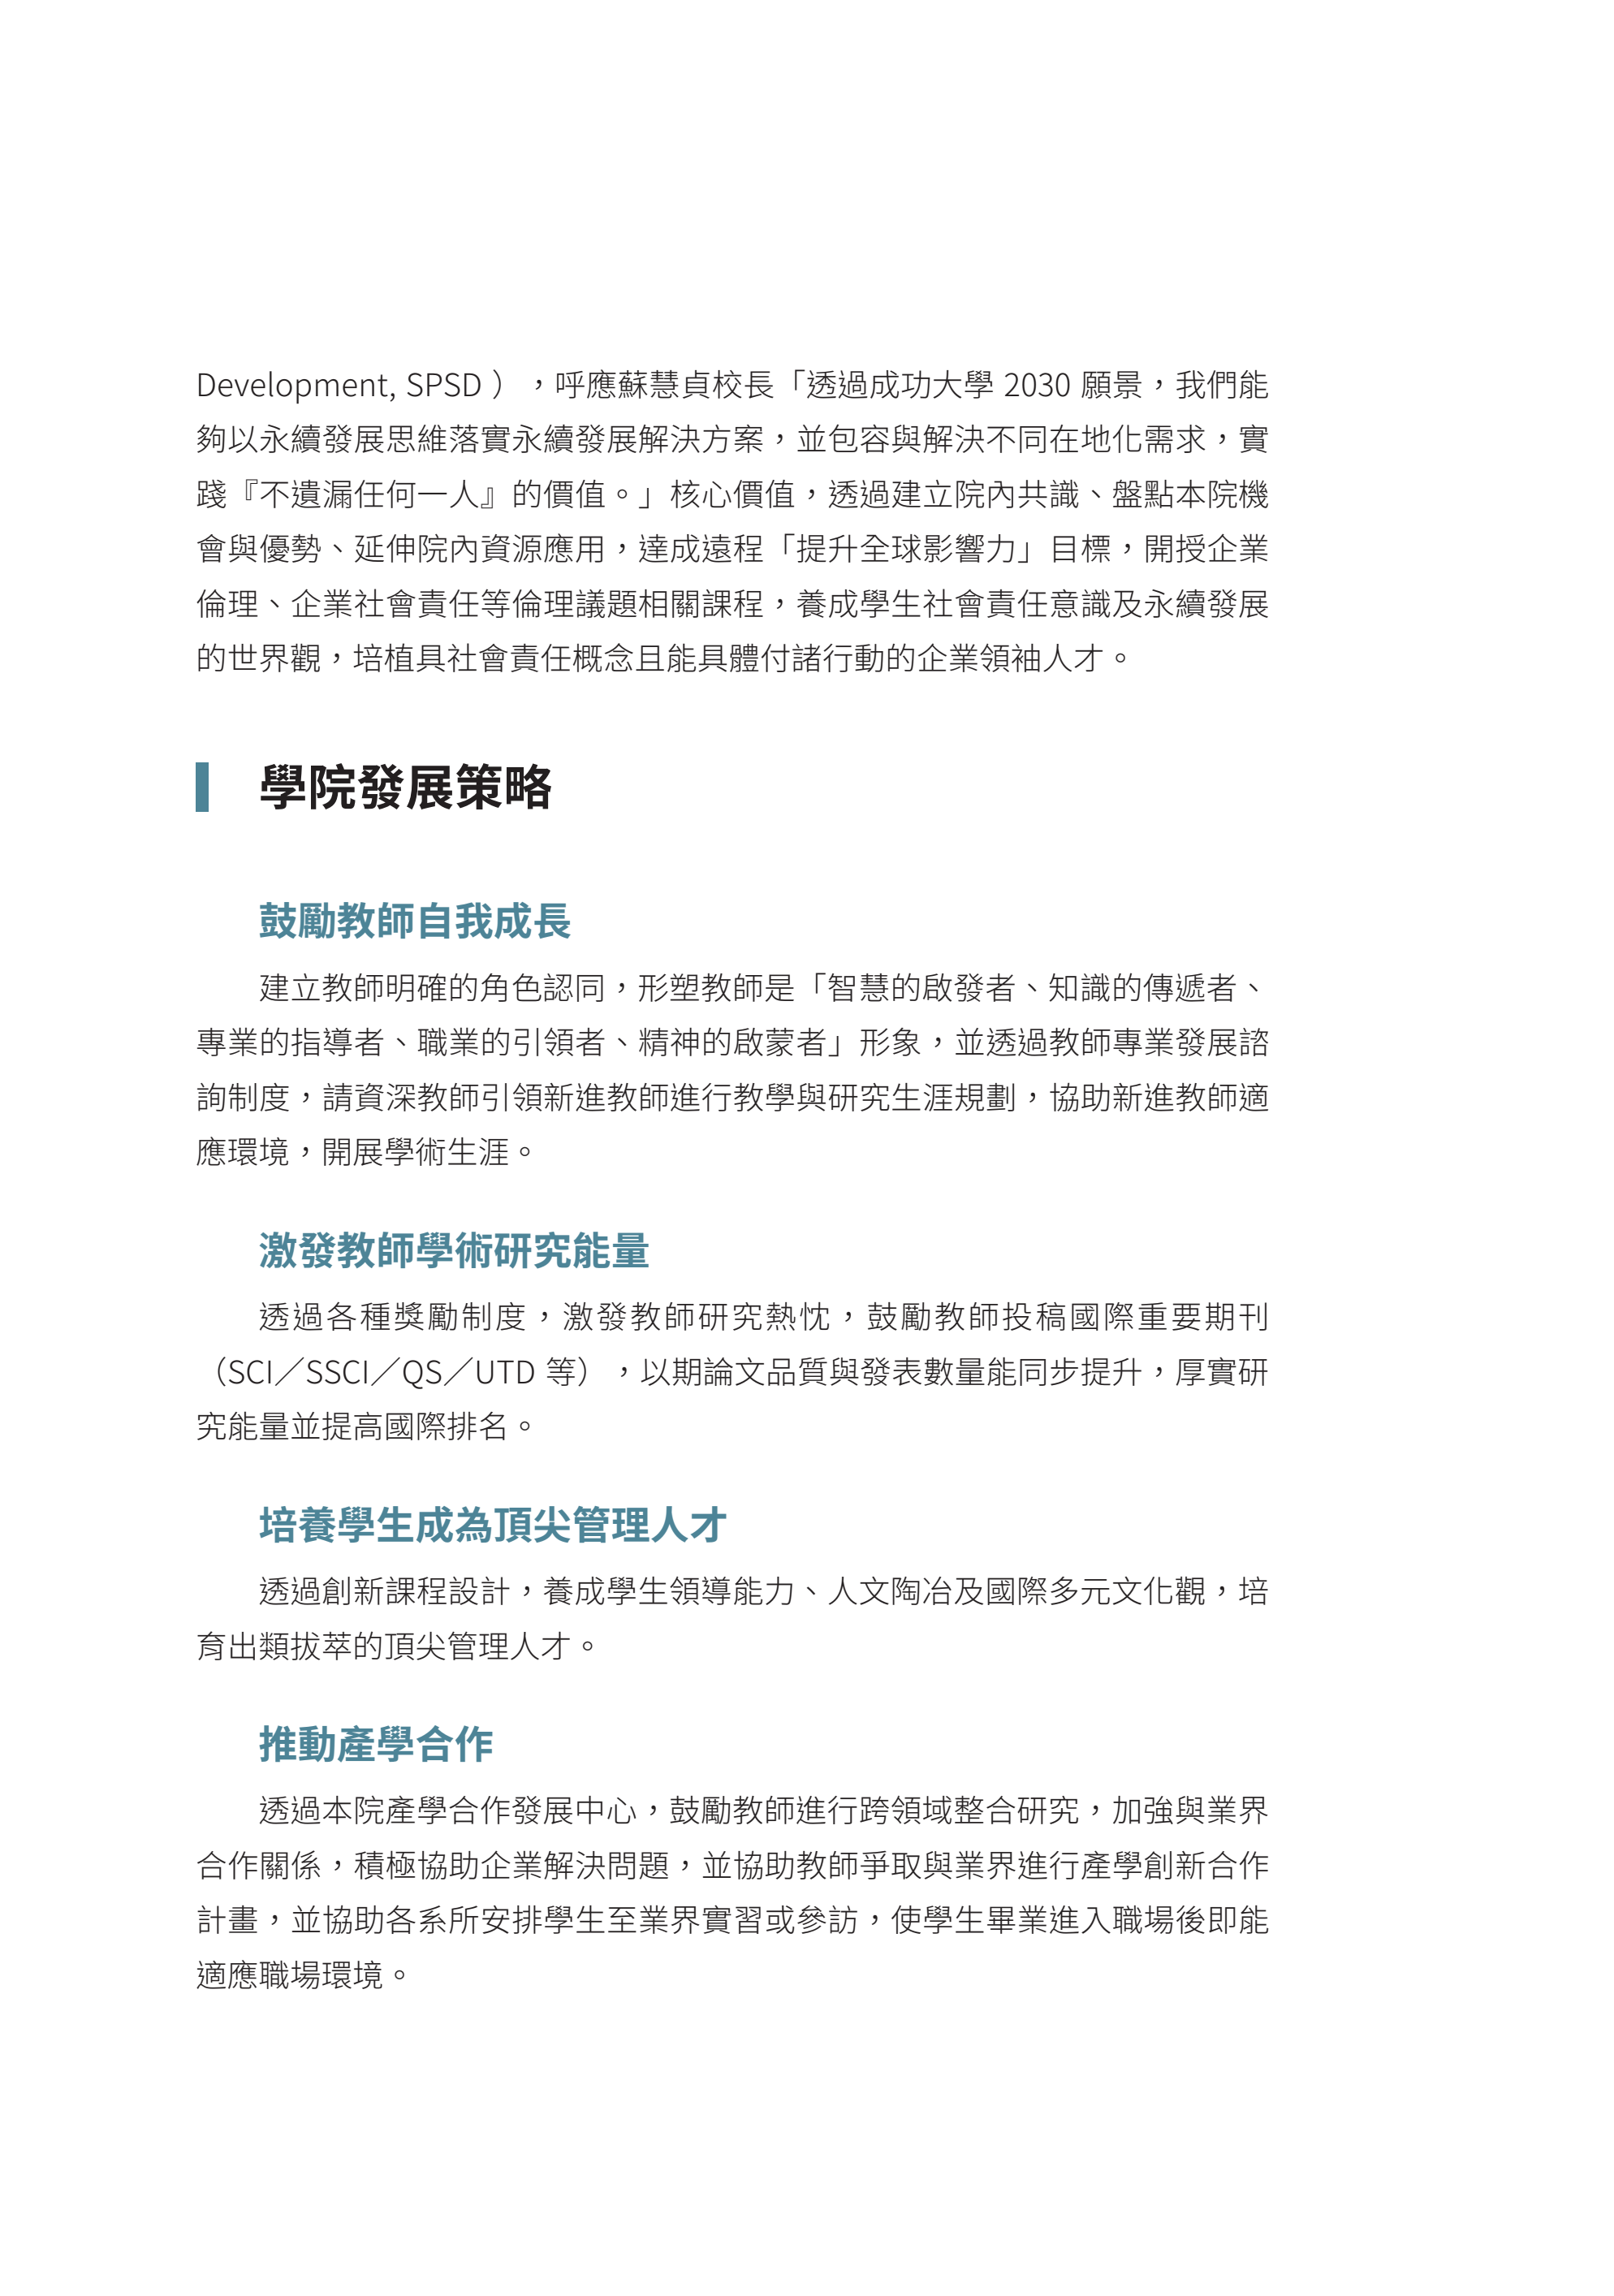 Development, SPSD ），呼應蘇慧貞校長「透過成功大學 2030 願景，我們能
夠以永續發展思維落實永續發展解決方案，並包容與解決不同在地化需求，實
踐『不遺漏任何一人』的價值。」核心價值，透過建立院內共識、盤點本院機
會與優勢、延伸院內資源應用，達成遠程「提升全球影響力」目標，開授企業
倫理、企業社會責任等倫理議題相關課程，養成學生社會責任意識及永續發展
的世界觀，培植具社會責任概念且能具體付諸行動的企業領袖人才。
學院發展策略
鼓勵教師自我成長
建立教師明確的角色認同，形塑教師是「智慧的啟發者、知識的傳遞者、
專業的指導者、職業的引領者、精神的啟蒙者」形象，並透過教師專業發展諮
詢制度，請資深教師引領新進教師進行教學與研究生涯規劃，協助新進教師適
應環境，開展學術生涯。
激發教師學術研究能量
透過各種獎勵制度，激發教師研究熱忱，鼓勵教師投稿國際重要期刊
（SCI／SSCI／QS／UTD 等），以期論文品質與發表數量能同步提升，厚實研
究能量並提高國際排名。
培養學生成為頂尖管理人才
透過創新課程設計，養成學生領導能力、人文陶冶及國際多元文化觀，培
育出類拔萃的頂尖管理人才。
推動產學合作
透過本院產學合作發展中心，鼓勵教師進行跨領域整合研究，加強與業界
合作關係，積極協助企業解決問題，並協助教師爭取與業界進行產學創新合作
計畫，並協助各系所安排學生至業界實習或參訪，使學生畢業進入職場後即能
適應職場環境。